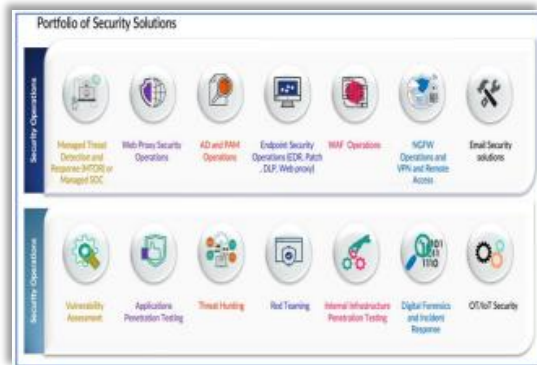 Portfolio of Security Solutions
Security Operations
Managed Threat
Detection and
Response (MTDR) or
Managed SOC
Web Proxy Security
Operations
AD and PAM
Operations
Endpoint Security
Operations (EDR, Patch
, DLP, Web proxy)
WAF Operations
NGFW
Operations and
VPN and Remote
Access
Email Security
solutions
Security Operations
Vulnerability
Assessment
Applications
Penetration Testing
Threat Hunting
Red Teaming
Internal Infrastructure
Penetration Testing
Digital Forensics
and Incident
Response
OT/IoT Security